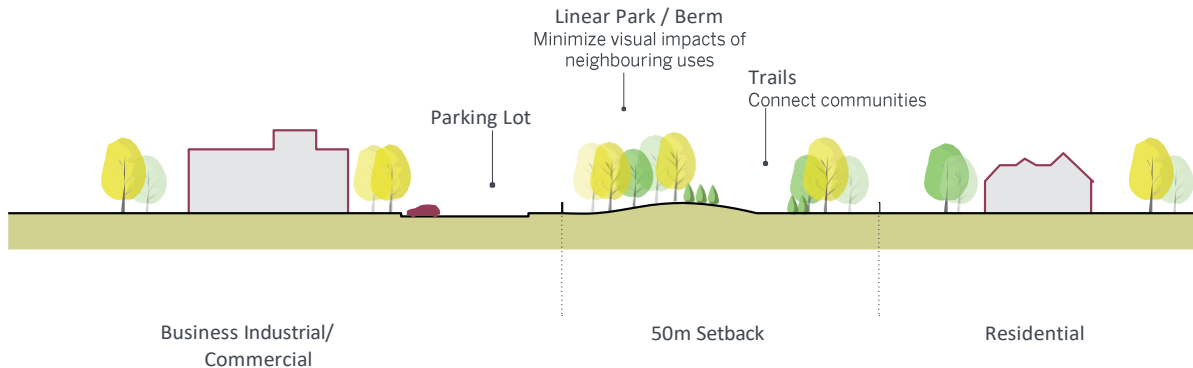 Linear Park / Berm
Minimize visual impacts of
neighbouring uses
Trails
Connect communities
Parking Lot
Business Industrial/
Commercial
50m Setback
Residential